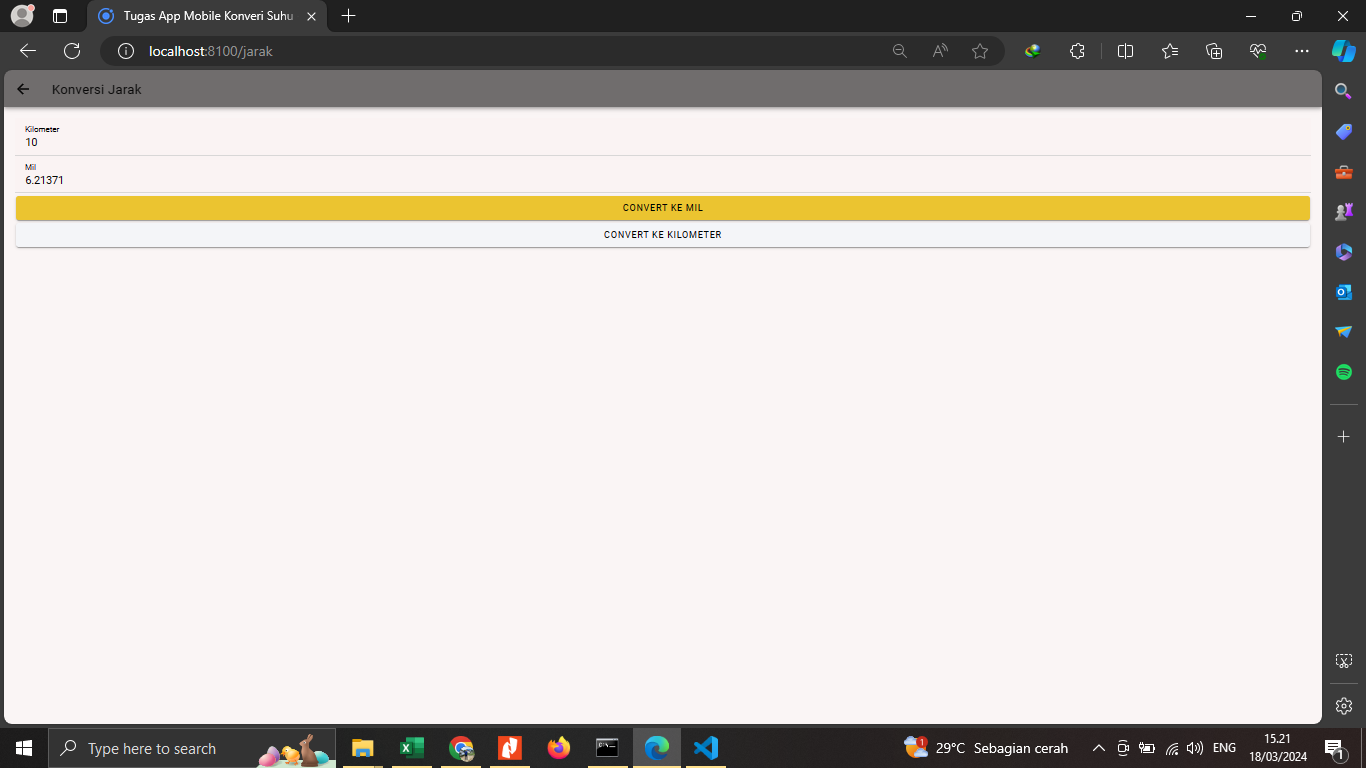 Tugas App Mobile Konveri Suhu
localhost:8100/jarak
Konversi Jarak
Kilometer
10
Mil
6.21371
CONVERT KE MIL
CONVERT KE KILOMETER
Type here to search
29°C Sebagian cerah
ENG
15.21
18/03/2024